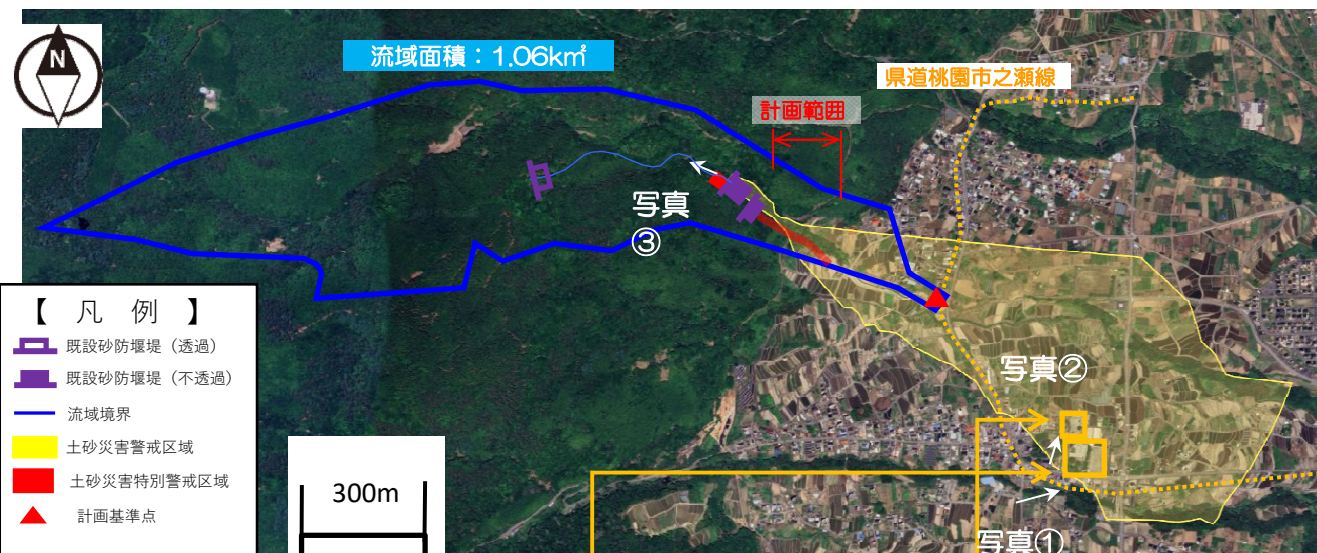 N
流域面積：1.06k㎡
県道桃園市之瀬線
計画範囲
写真
③
【 凡 例 】
既設砂防堰堤（透過）
既設砂防堰堤（不透過）
流域境界
土砂災害警戒区域
土砂災害特別警戒区域
計画基準点
300m
写真②
写真①